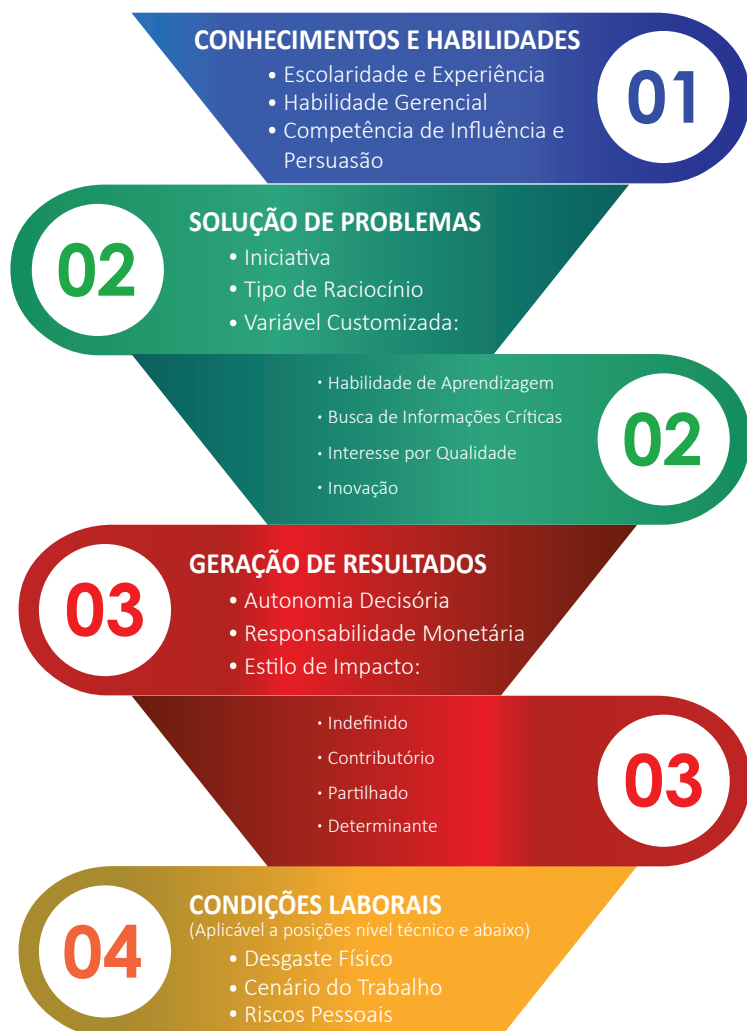 CONHECIMENTOS E HABILIDADES
• Escolaridade e Experiência
• Habilidade Gerencial
• Competência de Influência e
Persuasão
01
02
SOLUÇÃO DE PROBLEMAS
• Iniciativa
• Tipo de Raciocínio
• Variável Customizada:
• Habilidade de Aprendizagem
• Busca de Informações Críticas
• Interesse por Qualidade
• Inovação
02
03
GERAÇÃO DE RESULTADOS
• Autonomia Decisória
• Responsabilidade Monetária
• Estilo de Impacto:
• Indefinido
• Contributório
• Partilhado
• Determinante
03
04
CONDIÇÕES LABORAIS
(Aplicável a posições nível técnico e abaixo)
• Desgaste Físico
• Cenário do Trabalho
• Riscos Pessoais